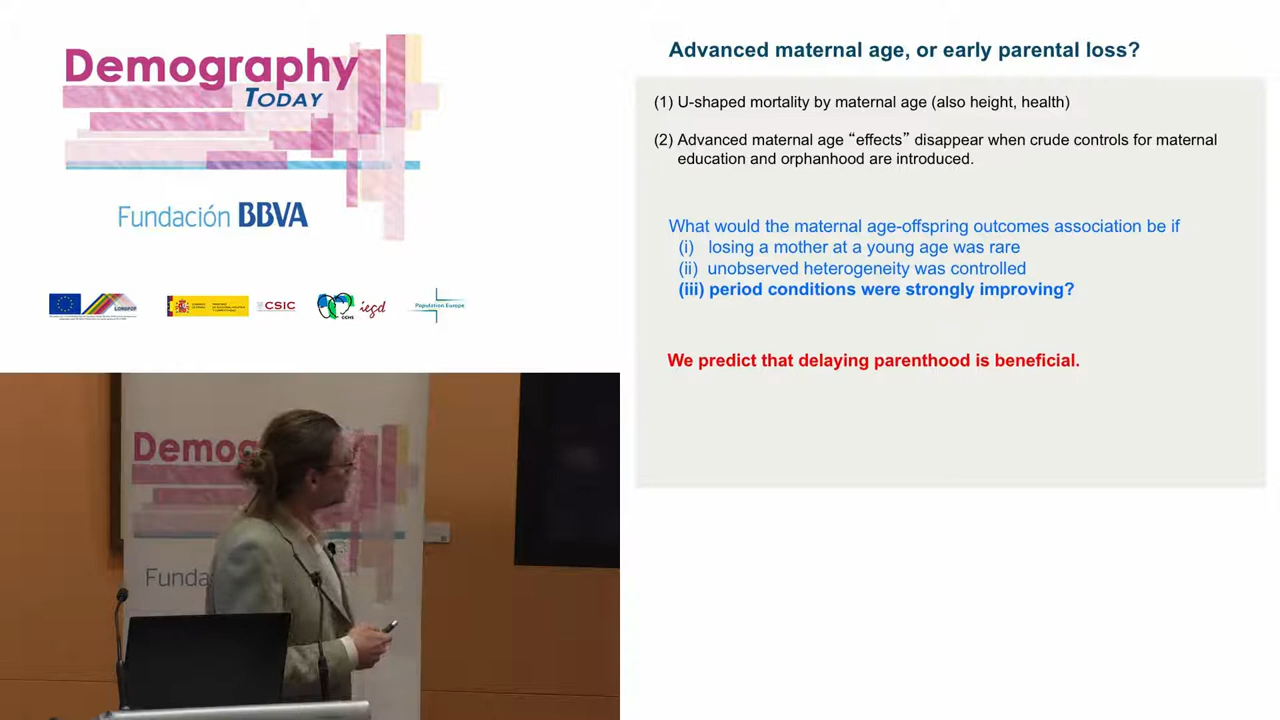 Demography
TODAY
Fundación BBVA
CSIC
iegd
Population Europe
Advanced maternal age, or early parental loss?
(1) U-shaped mortality by maternal age (also height, health)
(2) Advanced maternal age “effects” disappear when crude controls for maternal
education and orphanhood are introduced.
What would the maternal age-offspring outcomes association be if
(i) losing a mother at a young age was rare
(ii) unobserved heterogeneity was controlled
(iii) period conditions were strongly improving?
We predict that delaying parenthood is beneficial.
Demog
Funda